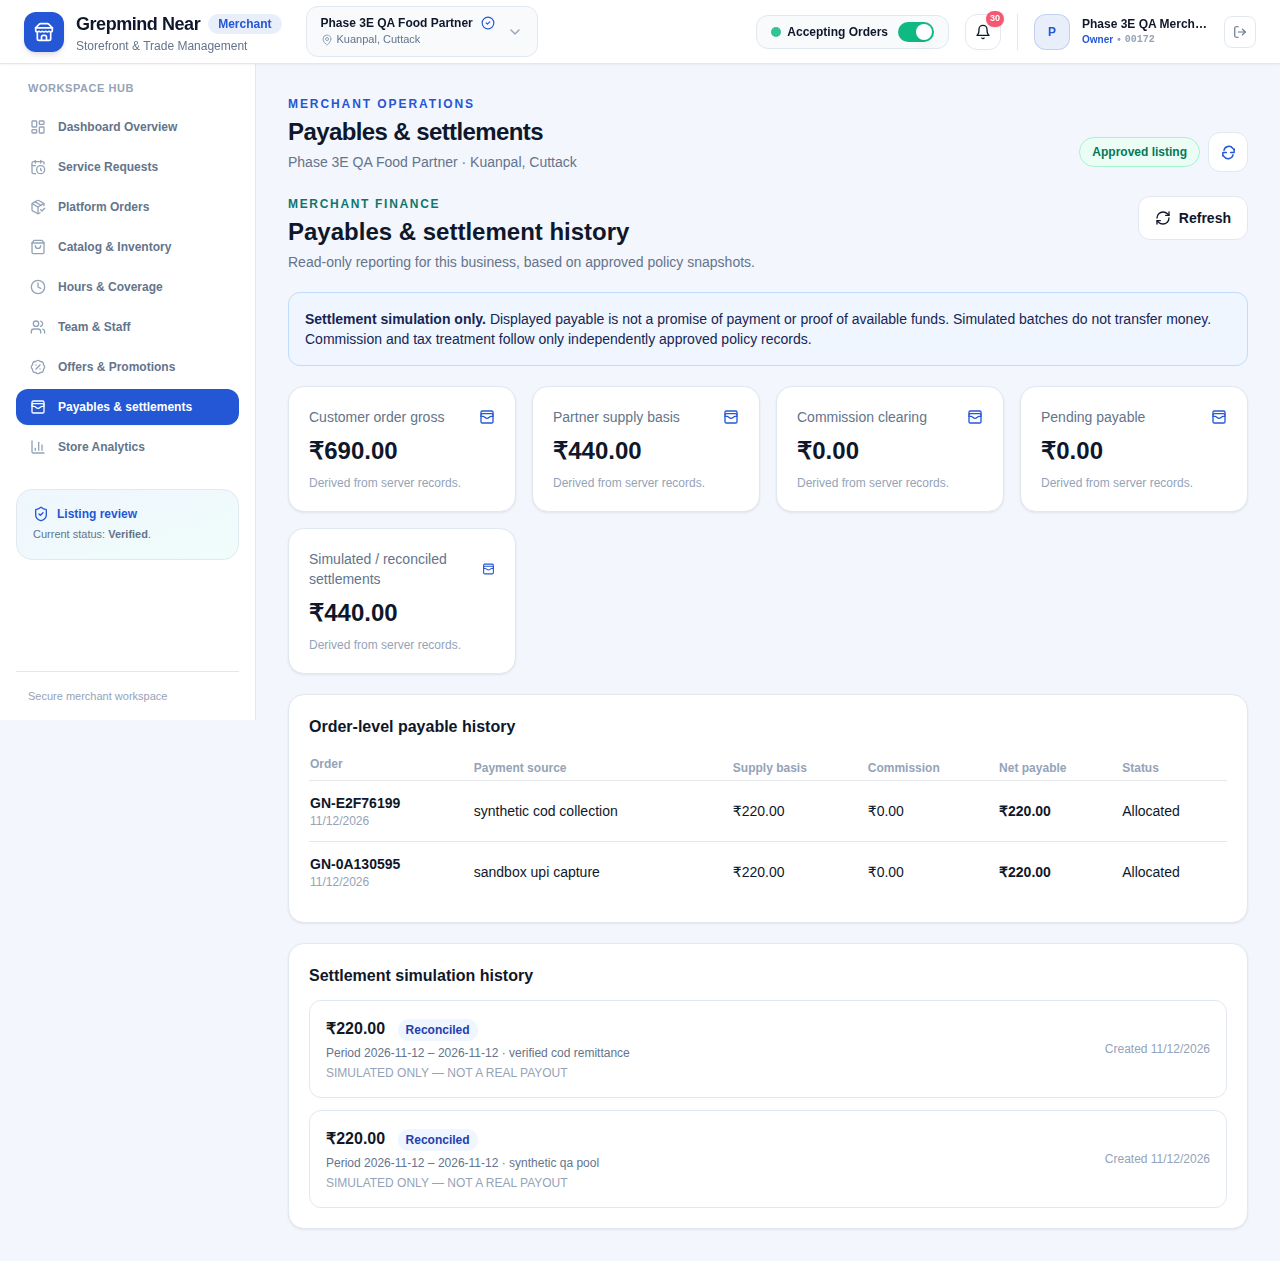 Grepmind Near Merchant
Storefront & Trade Management
Phase 3E QA Food Partner
Kuanpal, Cuttack
Accepting Orders
30
P
Phase 3E QA Merch…
Owner • 00172
WORKSPACE HUB
Dashboard Overview
Service Requests
Platform Orders
Catalog & Inventory
Hours & Coverage
Team & Staff
Offers & Promotions
Payables & settlements
Store Analytics
Listing review
Current status: Verified.
Secure merchant workspace
MERCHANT OPERATIONS
Payables & settlements
Phase 3E QA Food Partner · Kuanpal, Cuttack
Approved listing
MERCHANT FINANCE
Payables & settlement history
Read-only reporting for this business, based on approved policy snapshots.
Refresh
Settlement simulation only. Displayed payable is not a promise of payment or proof of available funds. Simulated batches do not transfer money.
Commission and tax treatment follow only independently approved policy records.
Customer order gross
₹690.00
Derived from server records.
Partner supply basis
₹440.00
Derived from server records.
Commission clearing
₹0.00
Derived from server records.
Pending payable
₹0.00
Derived from server records.
Simulated / reconciled
settlements
₹440.00
Derived from server records.
Order-level payable history
Order Payment source Supply basis Commission Net payable Status
GN-E2F76199 synthetic cod collection ₹220.00 ₹0.00 ₹220.00 Allocated
11/12/2026
GN-0A130595 sandbox upi capture ₹220.00 ₹0.00 ₹220.00 Allocated
11/12/2026
Settlement simulation history
₹220.00 Reconciled
Period 2026-11-12 – 2026-11-12 · verified cod remittance
SIMULATED ONLY — NOT A REAL PAYOUT
Created 11/12/2026
₹220.00 Reconciled
Period 2026-11-12 – 2026-11-12 · synthetic qa pool
SIMULATED ONLY — NOT A REAL PAYOUT
Created 11/12/2026